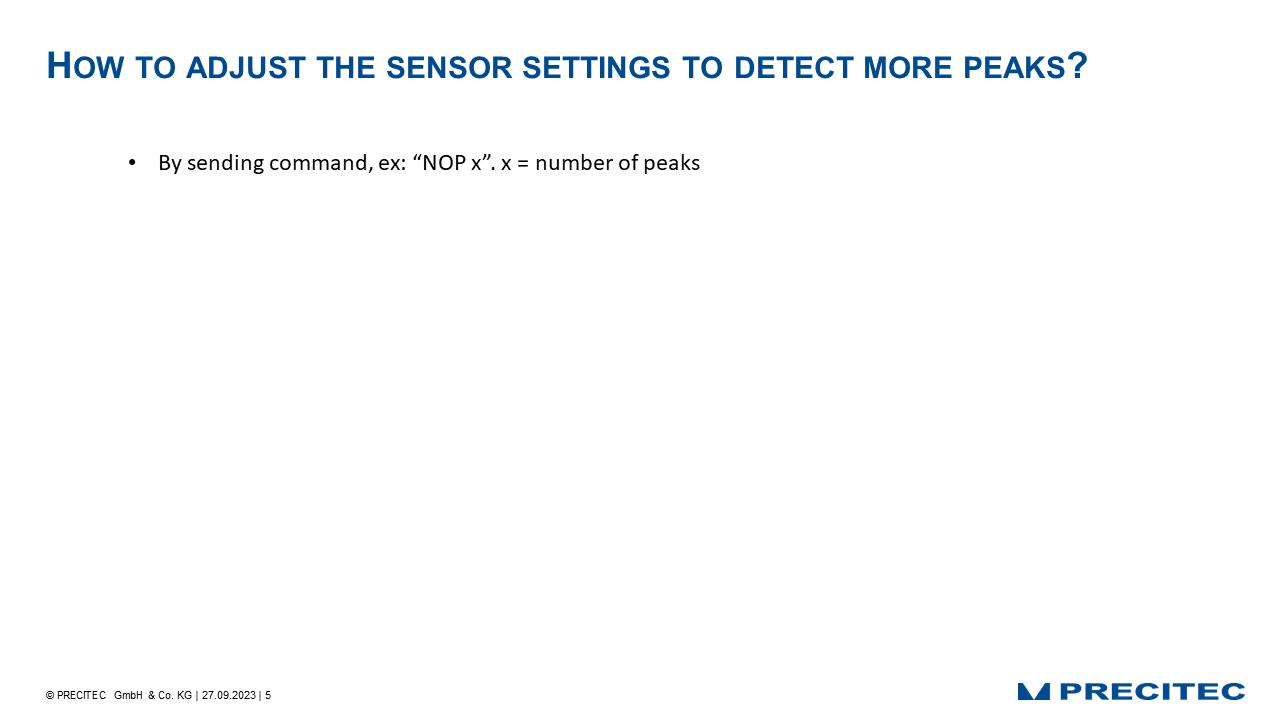 HOW TO ADJUST THE SENSOR SETTINGS TO DETECT MORE PEAKS?
• By sending command, ex: “NOP x”. x = number of peaks
© PRECITEC GmbH & Co. KG | 27.09.2023 | 5
PRECITEC